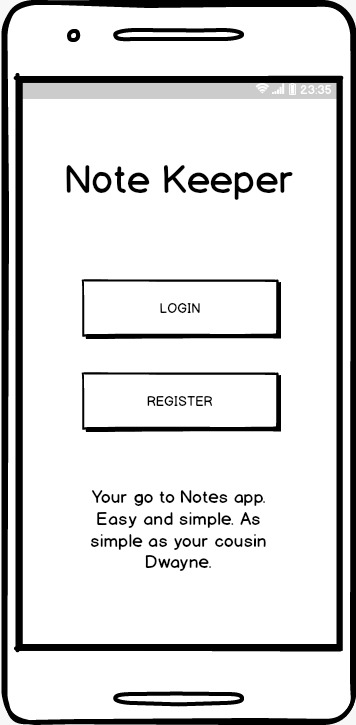 23:35
Note Keeper
LOGIN
REGISTER
Your go to Notes app.
Easy and simple. As
simple as your cousin
Dwayne.